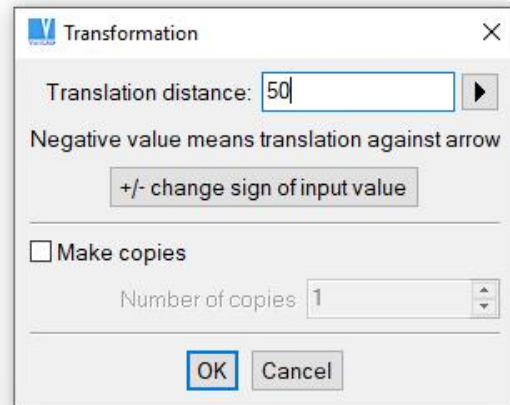 Transformation
Translation distance: 50
Negative value means translation against arrow
+/- change sign of input value
Make copies
Number of copies 1
OK Cancel